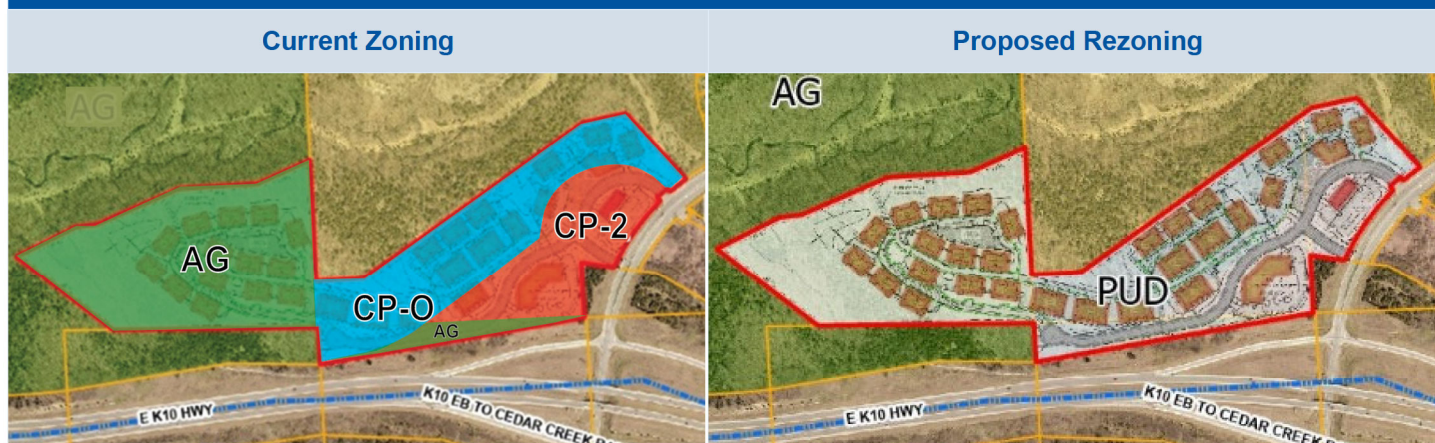 Current Zoning
Proposed Rezoning
AG
AG
AG
CP-2
CP-O
AG
PUD
E K10 HWY
K10 EB TO CEDAR CREEK
E K10 HWY
K10 EB TO CEDAR CREEK